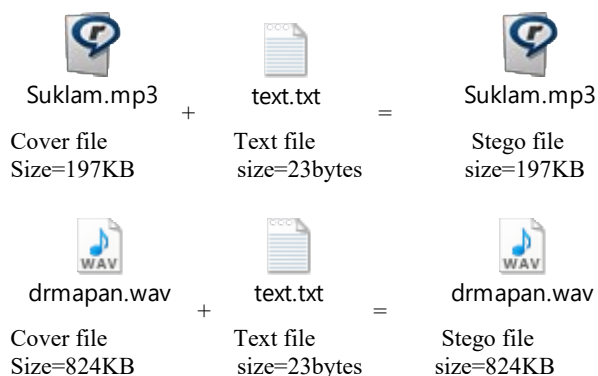 Suklam.mp3 + text.txt = Suklam.mp3
Cover file Text file Stego file
Size=197KB size=23bytes size=197KB
WAV WAV
drmapan.wav + text.txt = drmapan.wav
Cover file Text file Stego file
Size=824KB size=23bytes size=824KB